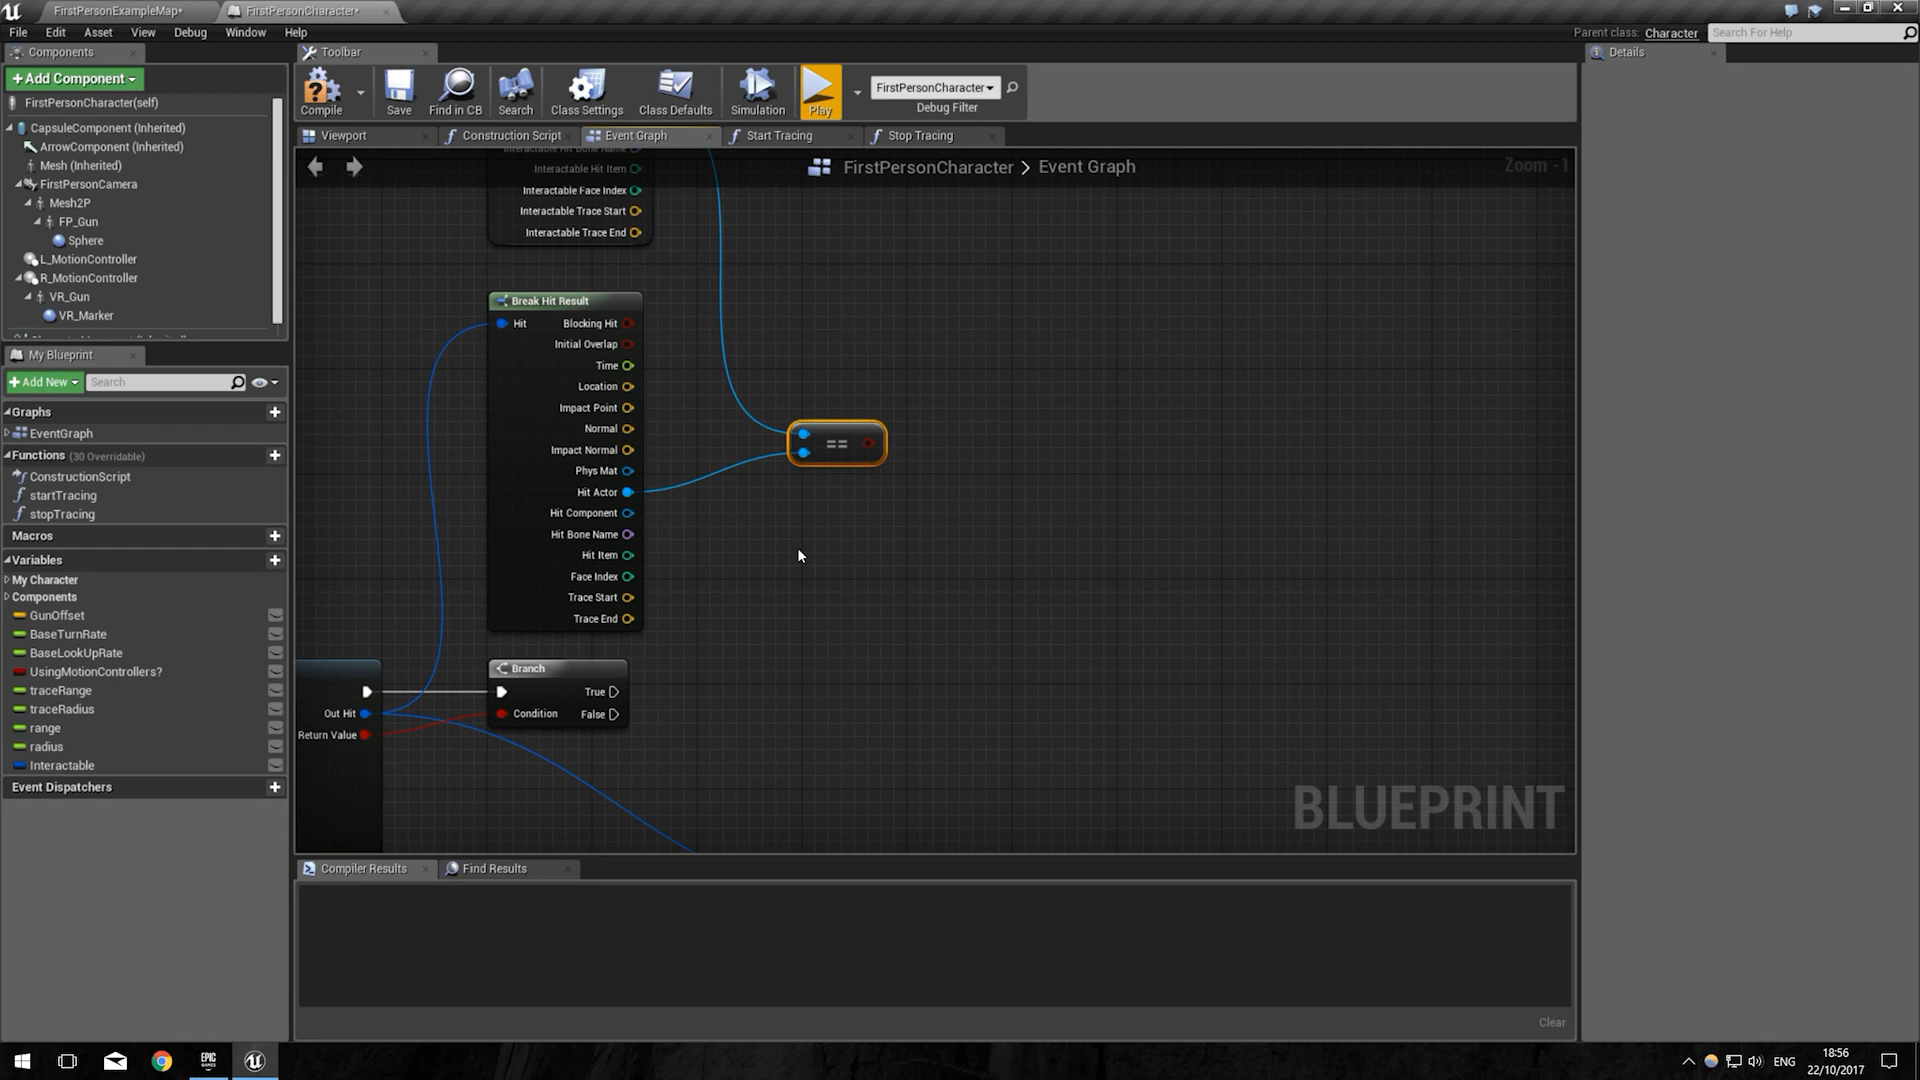 FirstPersonExampleMap*
FirstPersonCharacter*
File Edit Asset View Debug Window Help
Parent class: Character
Search For Help
Components
Toolbar
Details
+Add Component
FirstPersonCharacter(self)
CapsuleComponent (Inherited)
ArrowComponent (Inherited)
Mesh (Inherited)
FirstPersonCamera
Mesh2P
FP_Gun
Sphere
L_MotionController
R_MotionController
VR_Gun
VR_Marker
Compile
Save
Find in CB
Search
Class Settings
Class Defaults
Simulation
Play
FirstPersonCharacter
Debug Filter
Viewport
Construction Script
Event Graph
Start Tracing
Stop Tracing
FirstPersonCharacter > Event Graph
Zoom -1
My Blueprint
+Add New
Search
Graphs
EventGraph
Functions (30 Overridable)
ConstructionScript
startTracing
stopTracing
Macros
Variables
My Character
Components
GunOffset
BaseTurnRate
BaseLookUpRate
UsingMotionControllers?
traceRange
traceRadius
range
radius
Interactable
Event Dispatchers
Interactable Hit Bone Name
Interactable Hit Item
Interactable Face Index
Interactable Trace Start
Interactable Trace End
Break Hit Result
Hit
Blocking Hit
Initial Overlap
Time
Location
Impact Point
Normal
Impact Normal
Phys Mat
Hit Actor
Hit Component
Hit Bone Name
Hit Item
Face Index
Trace Start
Trace End
==
Branch
True
Condition
False
Out Hit
Return Value
BLUEPRINT
Compiler Results
Find Results
Clear
EPIC
GAMES
ENG
18:56
22/10/2017